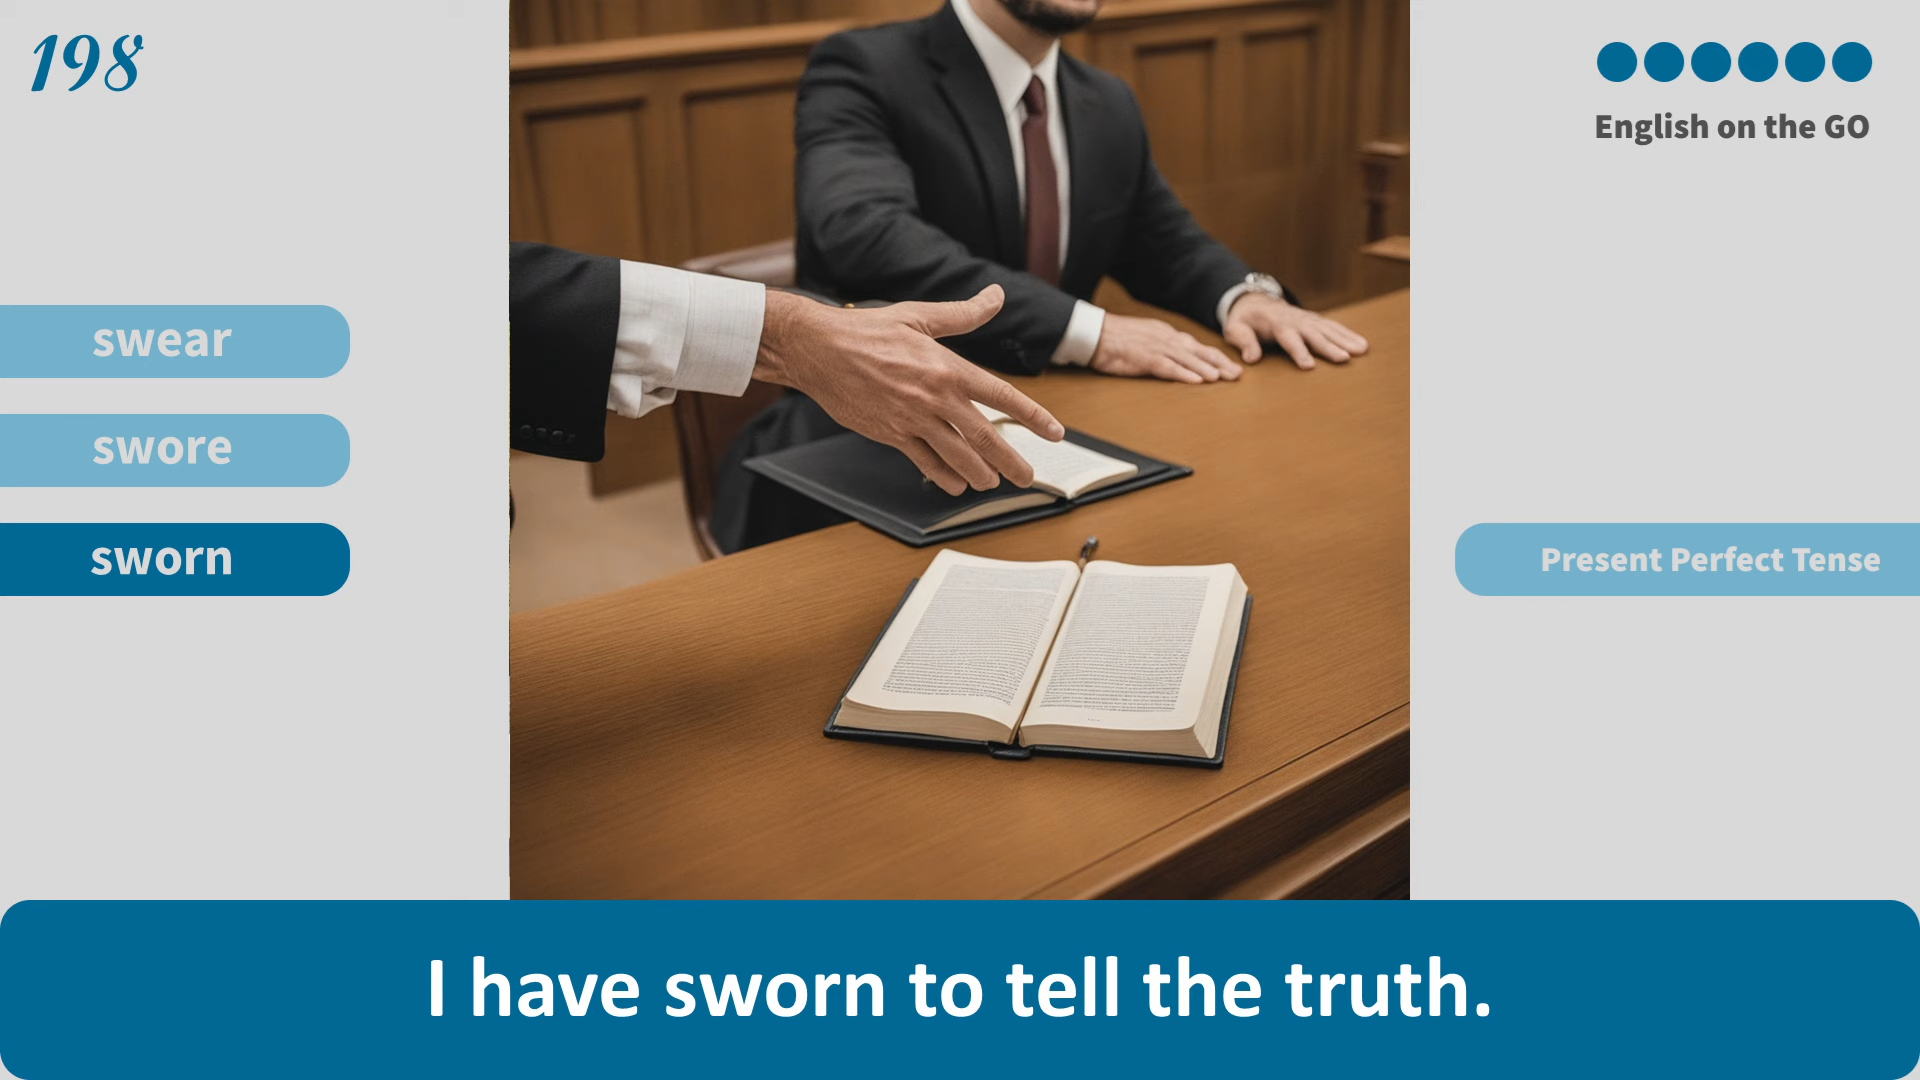 198
English on the GO
swear
swore
sworn
Present Perfect Tense
I have sworn to tell the truth.